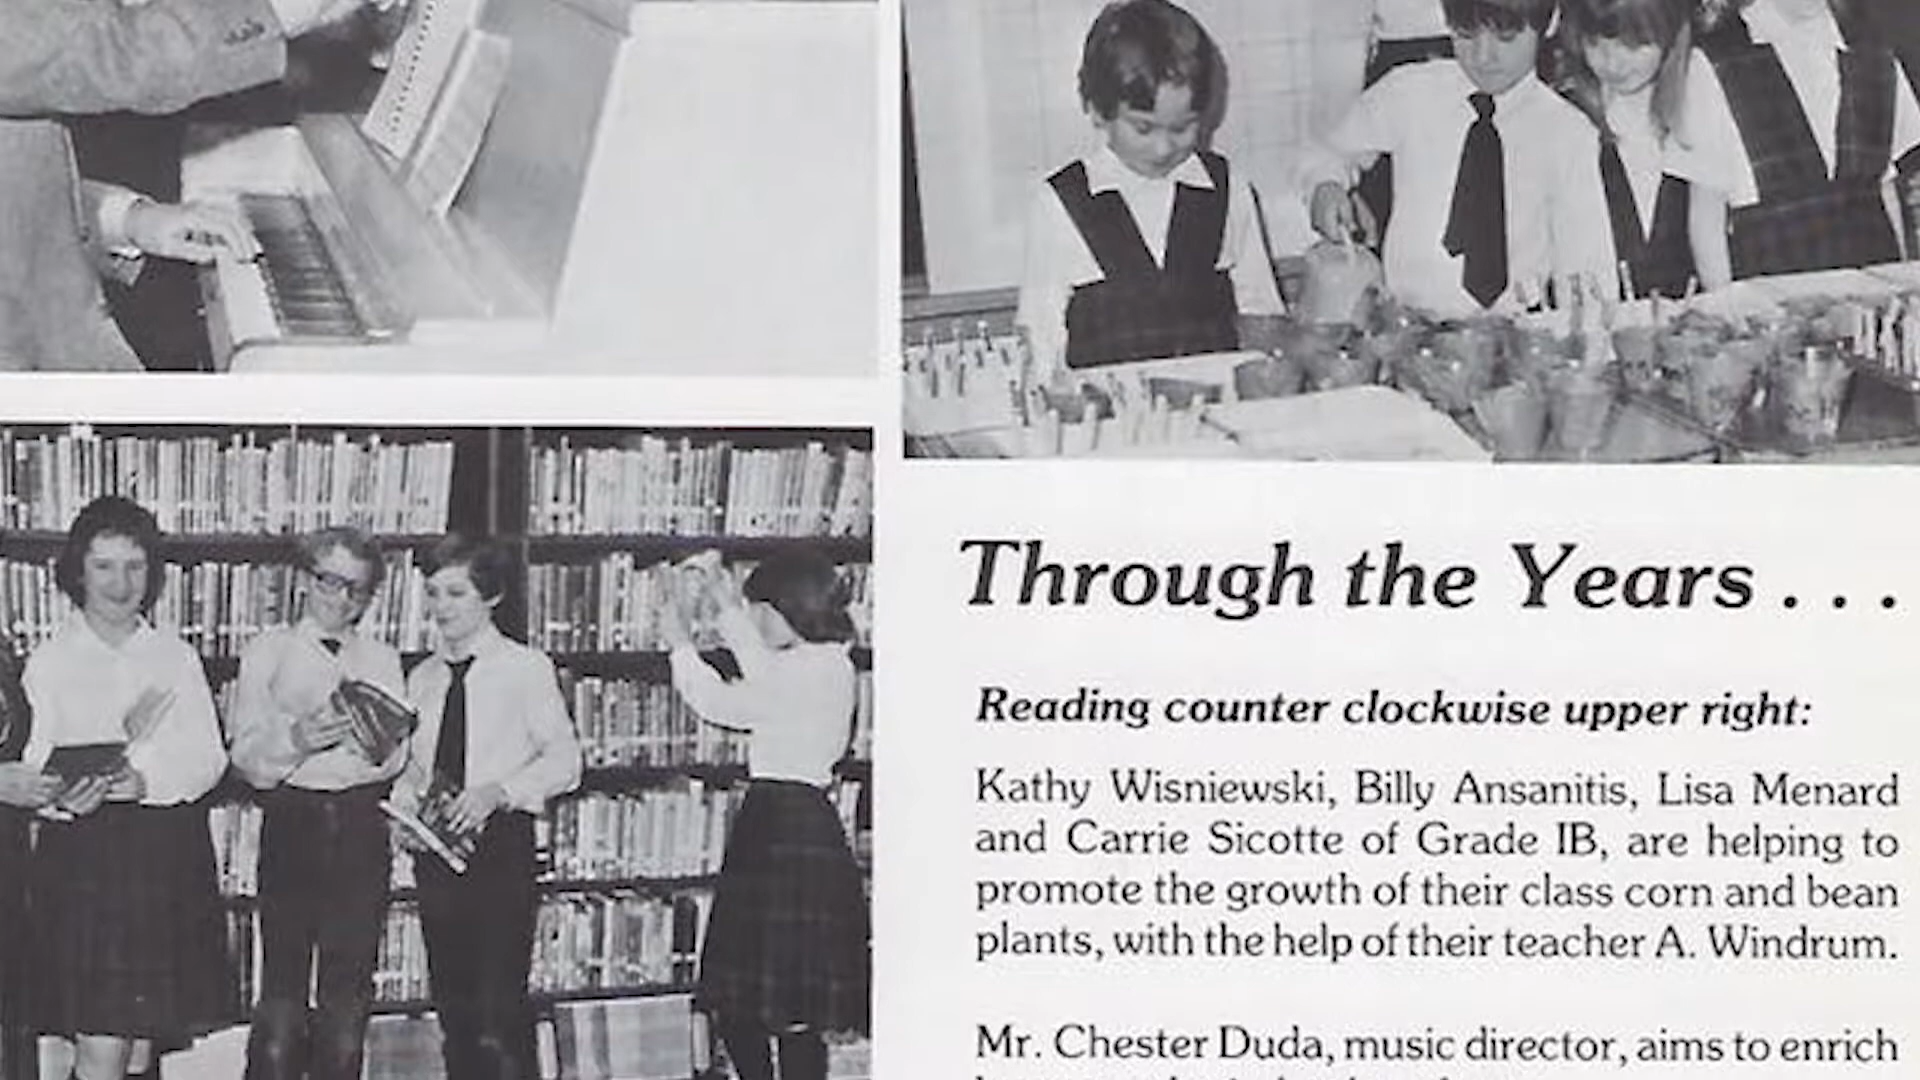 Through the Years . . .
Reading counter clockwise upper right:
Kathy Wisniewski, Billy Ansanitis, Lisa Menard
and Carrie Sicotte of Grade IB, are helping to
promote the growth of their class corn and bean
plants, with the help of their teacher A. Windrum.
Mr. Chester Duda, music director, aims to enrich